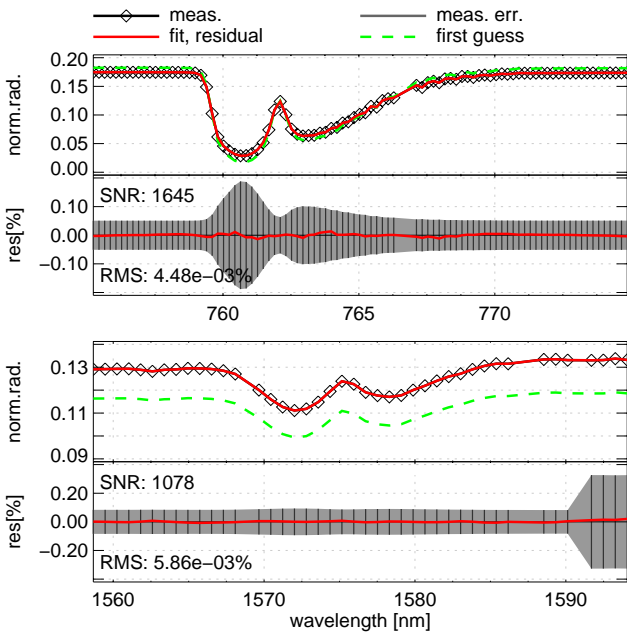 meas. meas. err.
fit, residual first guess
norm.rad.
0.20
0.15
0.10
0.05
0.00
res[%]
SNR: 1645
0.10
0.00
−0.10
RMS: 4.48e−03%
760 765 770
norm.rad.
0.13
0.11
0.09
res[%]
SNR: 1078
0.20
0.00
−0.20
RMS: 5.86e−03%
1560 1570 1580 1590
wavelength [nm]